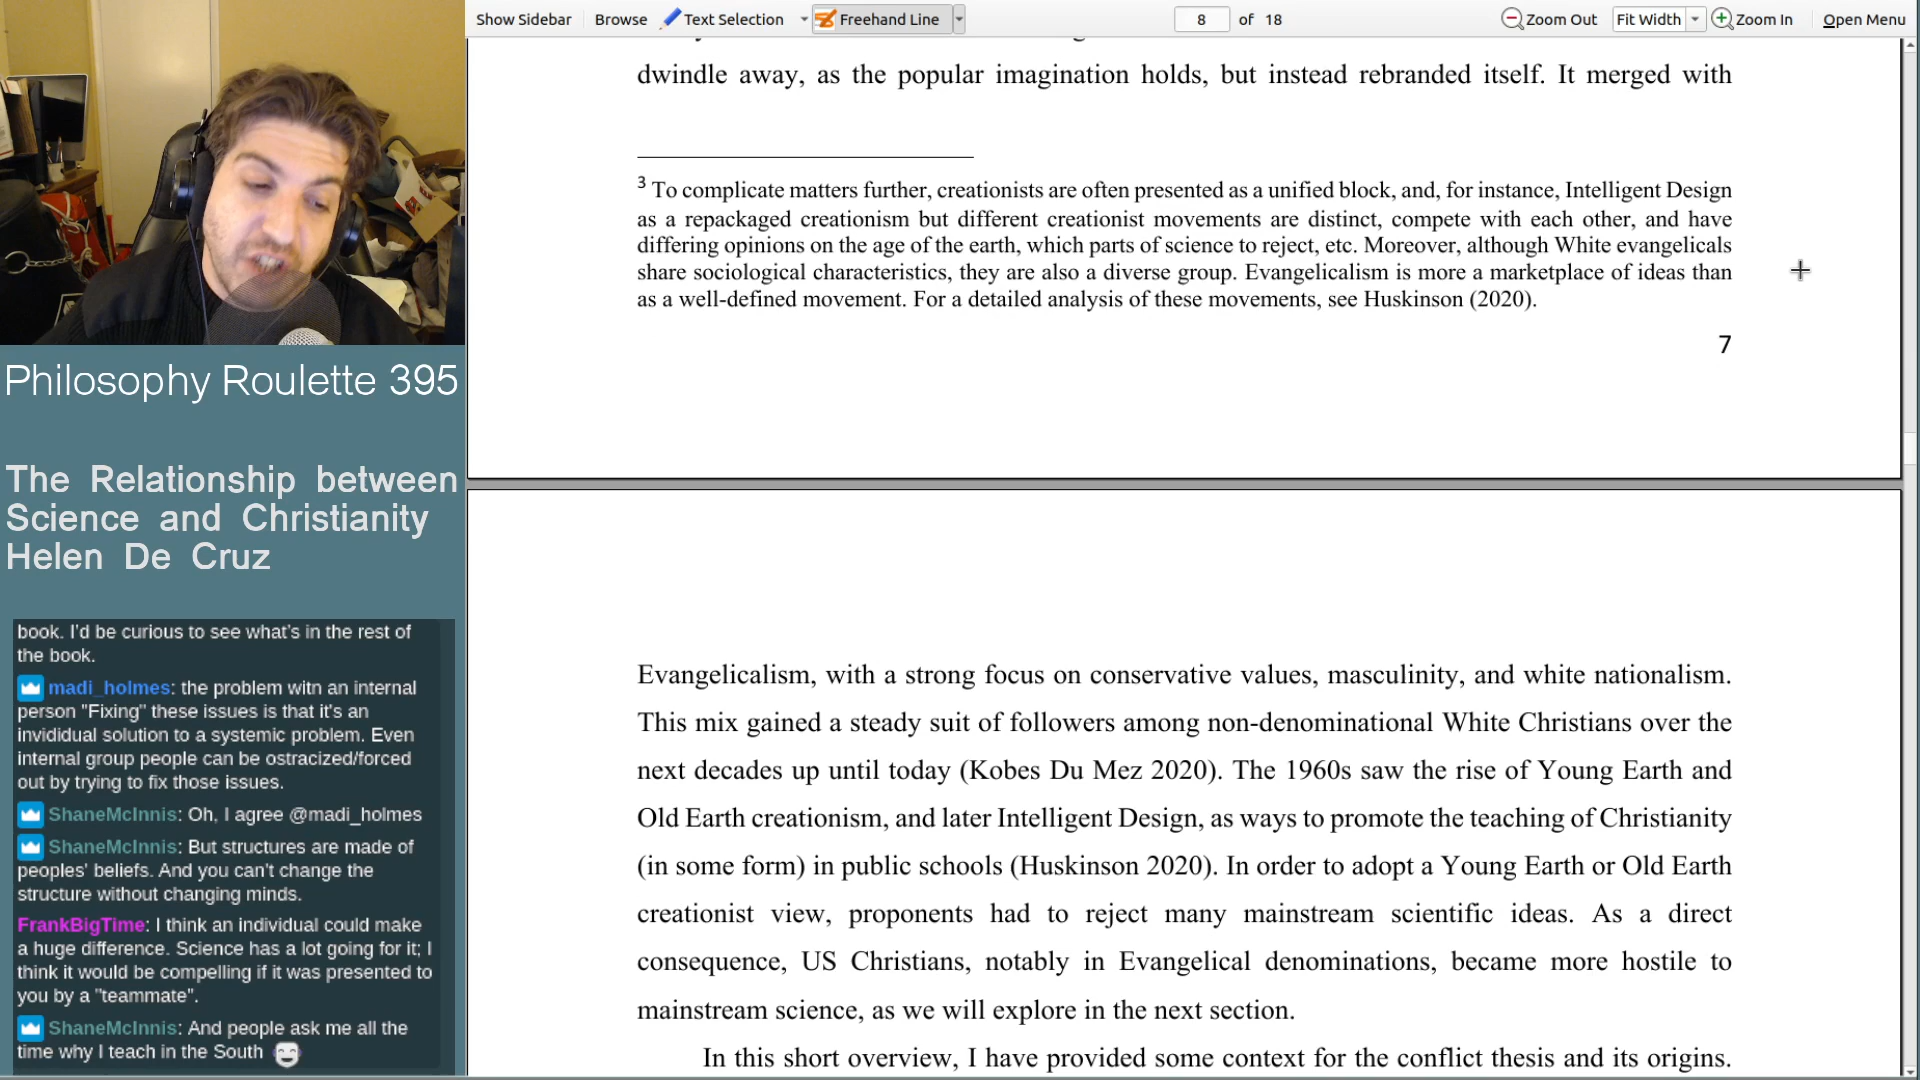 Show Sidebar Browse Text Selection Freehand Line 8 of 18 Zoom Out Fit Width Zoom In Open Menu
dwindle away, as the popular imagination holds, but instead rebranded itself. It merged with
3 To complicate matters further, creationists are often presented as a unified block, and, for instance, Intelligent Design
as a repackaged creationism but different creationist movements are distinct, compete with each other, and have
differing opinions on the age of the earth, which parts of science to reject, etc. Moreover, although White evangelicals
share sociological characteristics, they are also a diverse group. Evangelicalism is more a marketplace of ideas than
as a well-defined movement. For a detailed analysis of these movements, see Huskinson (2020).
7
Evangelicalism, with a strong focus on conservative values, masculinity, and white nationalism.
This mix gained a steady suit of followers among non-denominational White Christians over the
next decades up until today (Kobes Du Mez 2020). The 1960s saw the rise of Young Earth and
Old Earth creationism, and later Intelligent Design, as ways to promote the teaching of Christianity
(in some form) in public schools (Huskinson 2020). In order to adopt a Young Earth or Old Earth
creationist view, proponents had to reject many mainstream scientific ideas. As a direct
consequence, US Christians, notably in Evangelical denominations, became more hostile to
mainstream science, as we will explore in the next section.
In this short overview, I have provided some context for the conflict thesis and its origins.
Philosophy Roulette 395
The Relationship between
Science and Christianity
Helen De Cruz
book. I'd be curious to see what's in the rest of
the book.
madi_holmes: the problem witn an internal
person "Fixing" these issues is that it's an
invididual solution to a systemic problem. Even
internal group people can be ostracized/forced
out by trying to fix those issues.
ShaneMcInnis: Oh, I agree @madi_holmes
ShaneMcInnis: But structures are made of
peoples' beliefs. And you can't change the
structure without changing minds.
FrankBigTime: I think an individual could make
a huge difference. Science has a lot going for it; I
think it would be compelling if it was presented to
you by a "teammate".
ShaneMcInnis: And people ask me all the
time why I teach in the South